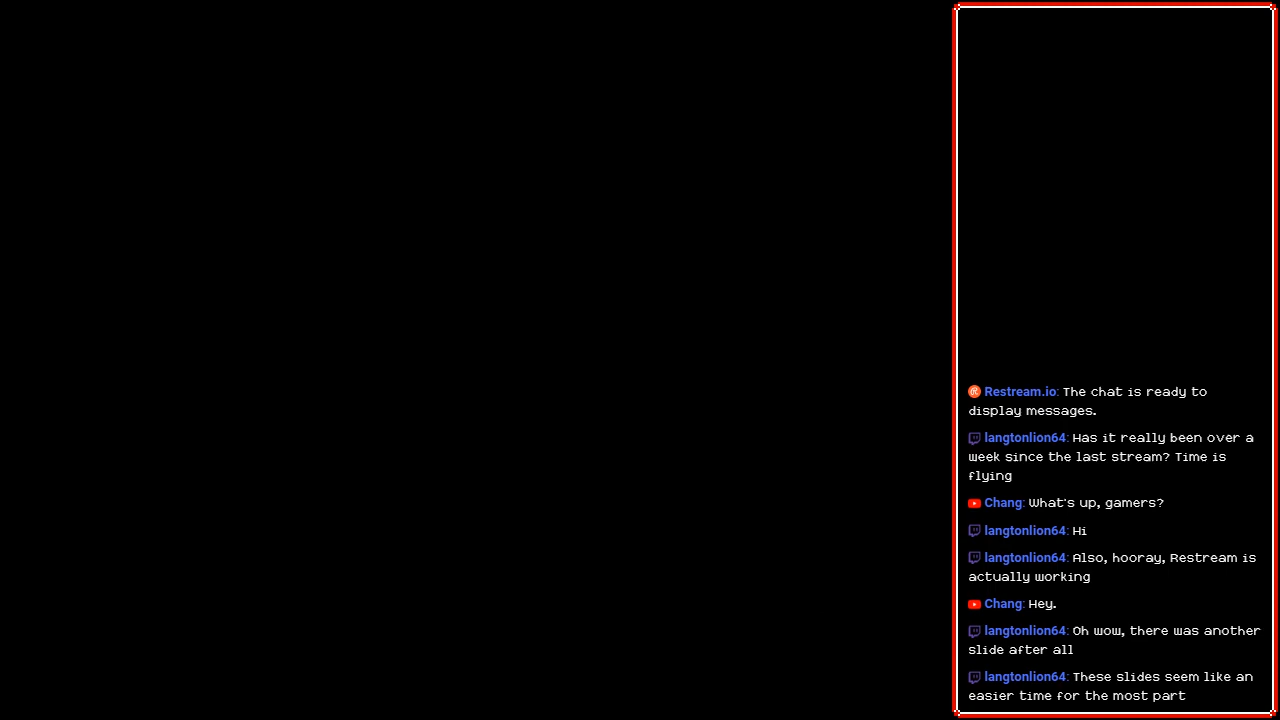 Restream.io: The chat is ready to
display messages.
langtonlion64: Has it really been over a
week since the last stream? Time is
flying
Chang: What's up, gamers?
langtonlion64: Hi
langtonlion64: Also, hooray, Restream is
actually working
Chang: Hey.
langtonlion64: Oh wow, there was another
slide after all
langtonlion64: These slides seem like an
easier time for the most part